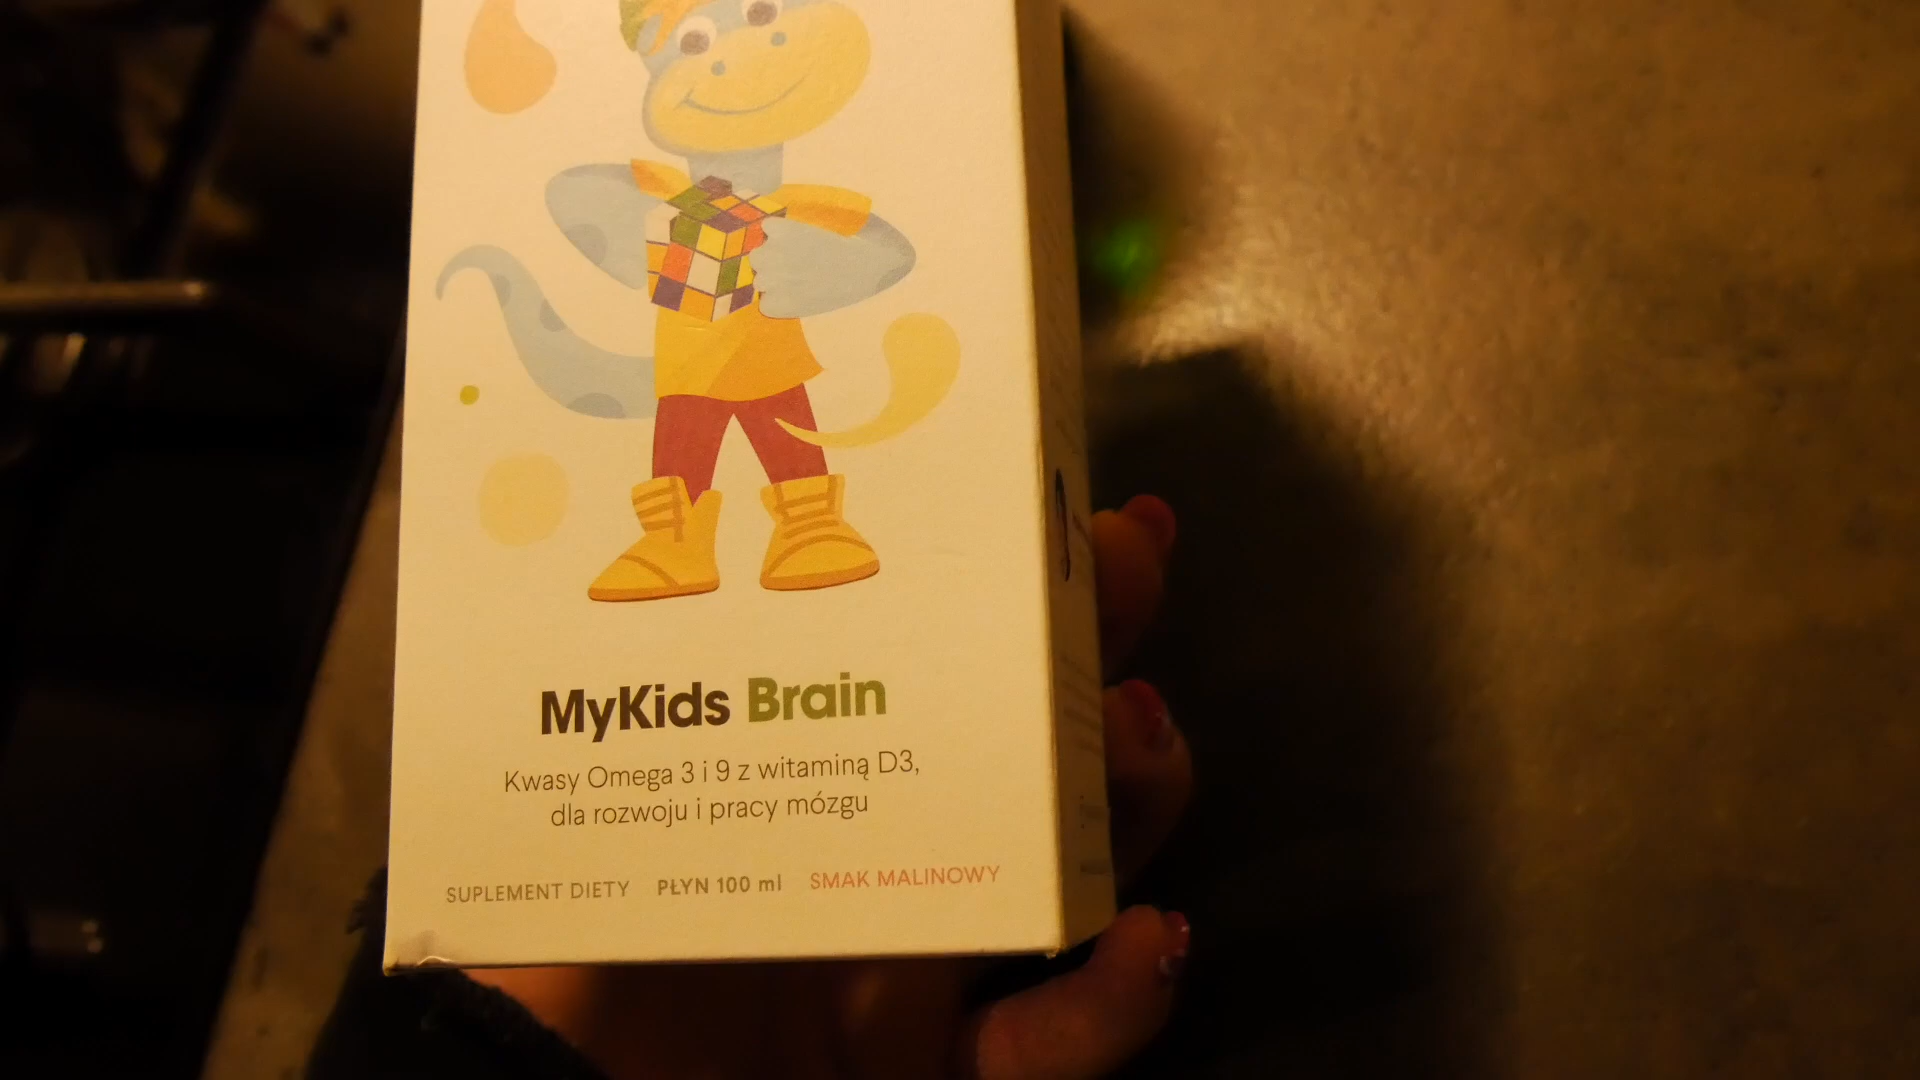 MyKids Brain
Kwasy Omega 3 i 9 z witaminą D3,
dla rozwoju i pracy mózgu
SUPLEMENT DIETY PŁYN 100 ml SMAK MALINOWY